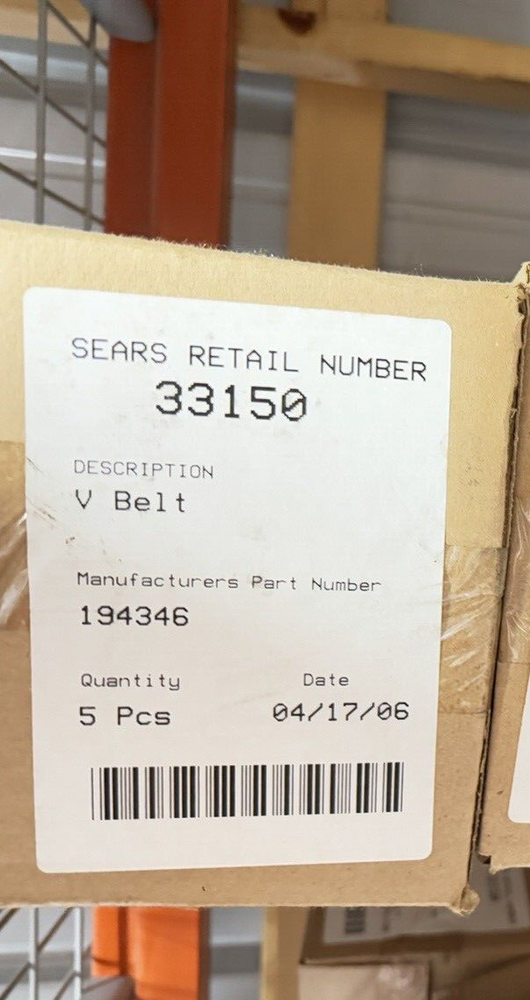 SEARS RETAIL NUMBER
33150
DESCRIPTION
V Belt
Manufacturers Part Number
194346
Quantity Date
5 Pcs 04/17/06